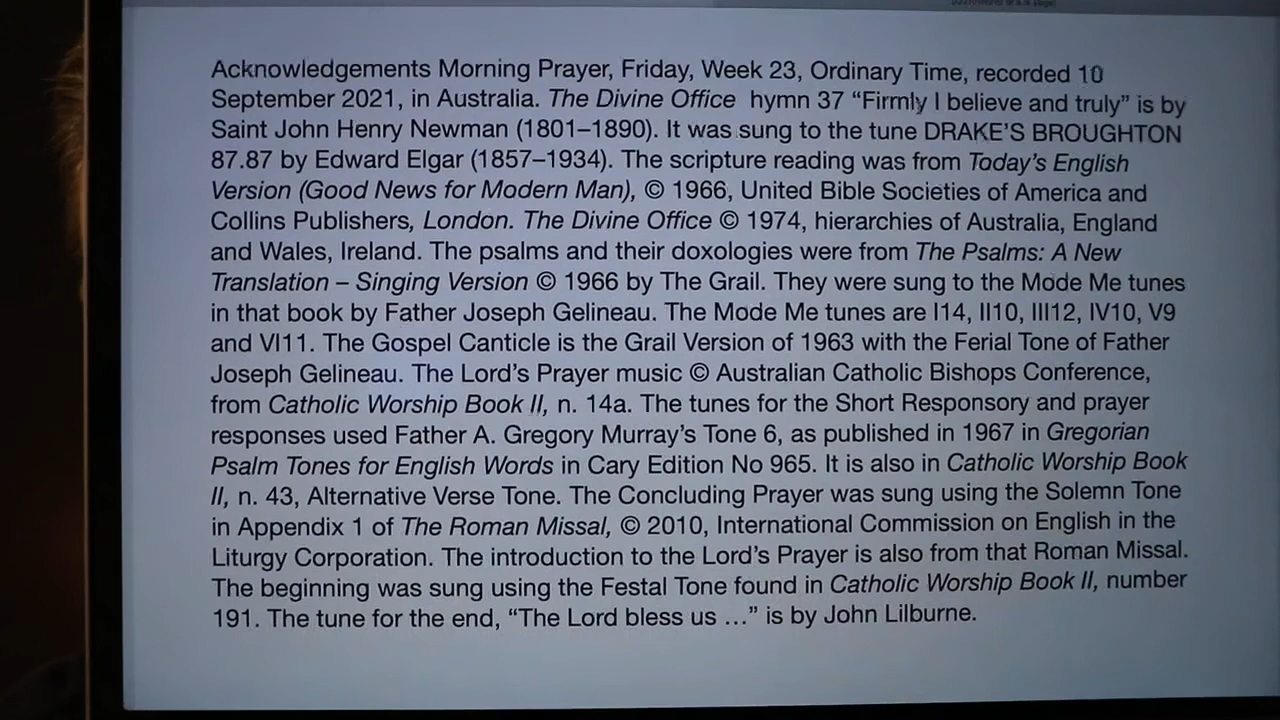 Acknowledgements Morning Prayer, Friday, Week 23, Ordinary Time, recorded 10
September 2021, in Australia. The Divine Office hymn 37 “Firmly I believe and truly” is by
Saint John Henry Newman (1801–1890). It was sung to the tune DRAKE’S BROUGHTON
87.87 by Edward Elgar (1857–1934). The scripture reading was from Today’s English
Version (Good News for Modern Man), © 1966, United Bible Societies of America and
Collins Publishers, London. The Divine Office © 1974, hierarchies of Australia, England
and Wales, Ireland. The psalms and their doxologies were from The Psalms: A New
Translation – Singing Version © 1966 by The Grail. They were sung to the Mode Me tunes
in that book by Father Joseph Gelineau. The Mode Me tunes are I14, II10, III12, IV10, V9
and VI11. The Gospel Canticle is the Grail Version of 1963 with the Ferial Tone of Father
Joseph Gelineau. The Lord’s Prayer music © Australian Catholic Bishops Conference,
from Catholic Worship Book II, n. 14a. The tunes for the Short Responsory and prayer
responses used Father A. Gregory Murray’s Tone 6, as published in 1967 in Gregorian
Psalm Tones for English Words in Cary Edition No 965. It is also in Catholic Worship Book
II, n. 43, Alternative Verse Tone. The Concluding Prayer was sung using the Solemn Tone
in Appendix 1 of The Roman Missal, © 2010, International Commission on English in the
Liturgy Corporation. The introduction to the Lord’s Prayer is also from that Roman Missal.
The beginning was sung using the Festal Tone found in Catholic Worship Book II, number
191. The tune for the end, “The Lord bless us …” is by John Lilburne.